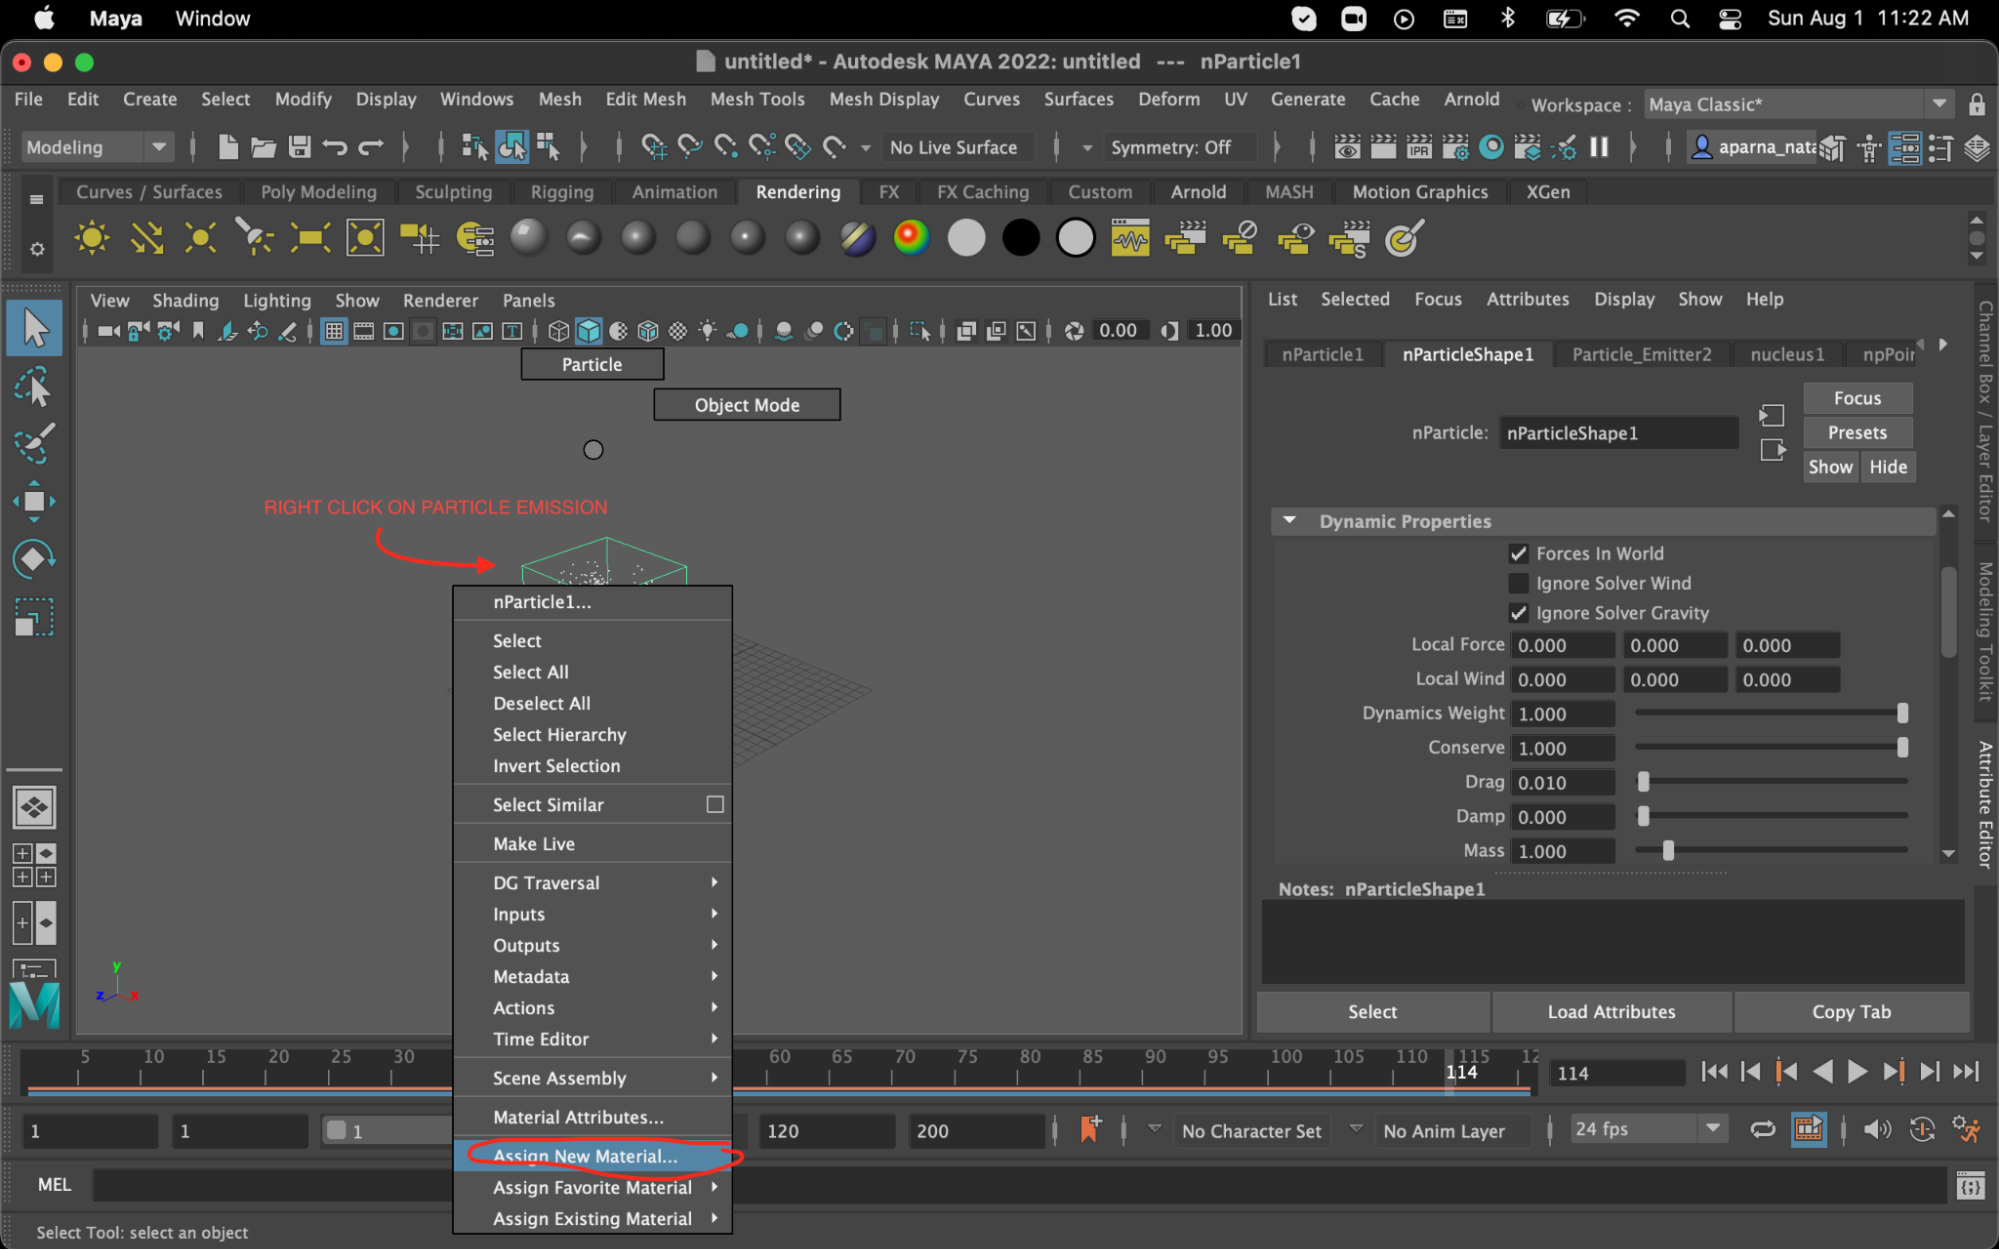 Maya Window Sun Aug 1 11:22 AM
untitled* - Autodesk MAYA 2022: untitled --- nParticle1
File Edit Create Select Modify Display Windows Mesh Edit Mesh Mesh Tools Mesh Display Curves Surfaces Deform UV Generate Cache Arnold Workspace : Maya Classic*
Modeling No Live Surface Symmetry: Off IPR aparna_nata
Curves / Surfaces Poly Modeling Sculpting Rigging Animation Rendering FX FX Caching Custom Arnold MASH Motion Graphics XGen
View Shading Lighting Show Renderer Panels
0.00 1.00
Particle
Object Mode
RIGHT CLICK ON PARTICLE EMISSION
nParticle1...
Select
Select All
Deselect All
Select Hierarchy
Invert Selection
Select Similar
Make Live
DG Traversal
Inputs
Outputs
Metadata
Actions
Time Editor
Scene Assembly
Material Attributes...
Assign New Material...
Assign Favorite Material
Assign Existing Material
y
z x
List Selected Focus Attributes Display Show Help
nParticle1 nParticleShape1 Particle_Emitter2 nucleus1 npPoir
Focus
nParticle: nParticleShape1 Presets
Show Hide
Dynamic Properties
Forces In World
Ignore Solver Wind
Ignore Solver Gravity
Local Force 0.000 0.000 0.000
Local Wind 0.000 0.000 0.000
Dynamics Weight 1.000
Conserve 1.000
Drag 0.010
Damp 0.000
Mass 1.000
Notes: nParticleShape1
Select Load Attributes Copy Tab
Channel Box / Layer Editor
Modeling Toolkit
Attribute Editor
5 10 15 20 25 30 60 65 70 75 80 85 90 95 100 105 110 115 12
114 114
1 1 1 120 200 No Character Set No Anim Layer 24 fps
MEL
Select Tool: select an object